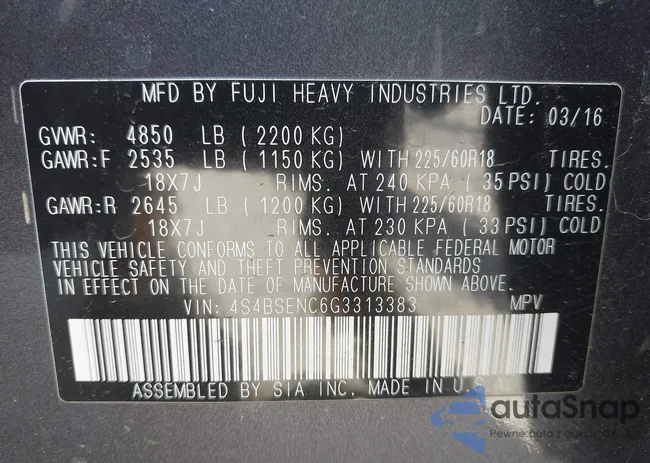 MFD BY FUJI HEAVY INDUSTRIES LTD.
DATE: 03/16
GVWR: 4850 LB (2200 KG)
GAWR:F 2535 LB (1150 KG) WITH 225/60R18 TIRES.
18X7J RIMS. AT 240 KPA (35 PSI) COLD
GAWR:R 2645 LB (1200 KG) WITH 225/60R18 TIRES.
18X7J RIMS. AT 230 KPA (33 PSI) COLD
THIS VEHICLE CONFORMS TO ALL APPLICABLE FEDERAL MOTOR
VEHICLE SAFETY AND THEFT PREVENTION STANDARDS
IN EFFECT ON THE DATE OF MANUFACTURE SHOWN ABOVE.
VIN: 4S4BSENC6G3313383 MPV
ASSEMBLED BY SIA INC. MADE IN U.S.
autoSnap
Pewne auto z aukcji